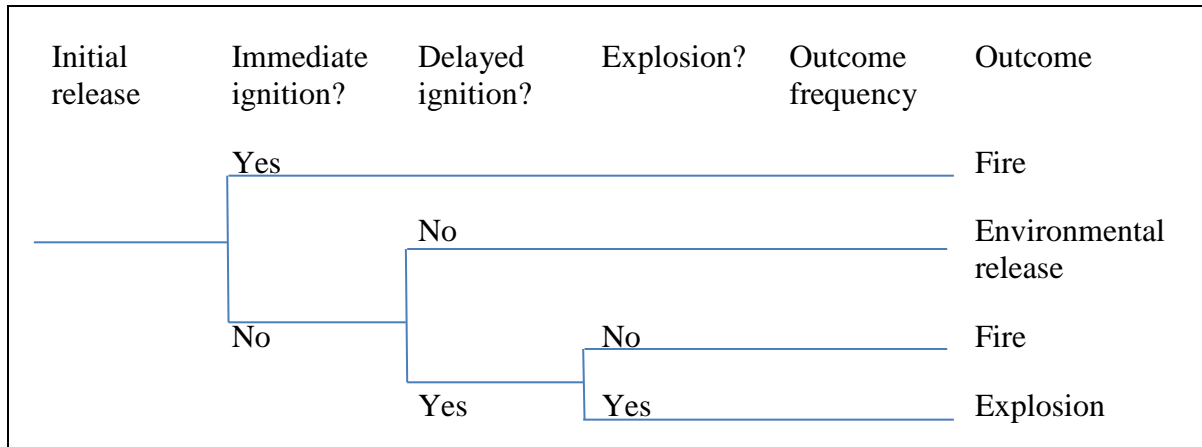 Initial release
Immediate ignition?
Delayed ignition?
Explosion?
Outcome frequency
Outcome
Yes
Fire
No
Environmental release
No
No
Fire
Yes
Yes
Explosion